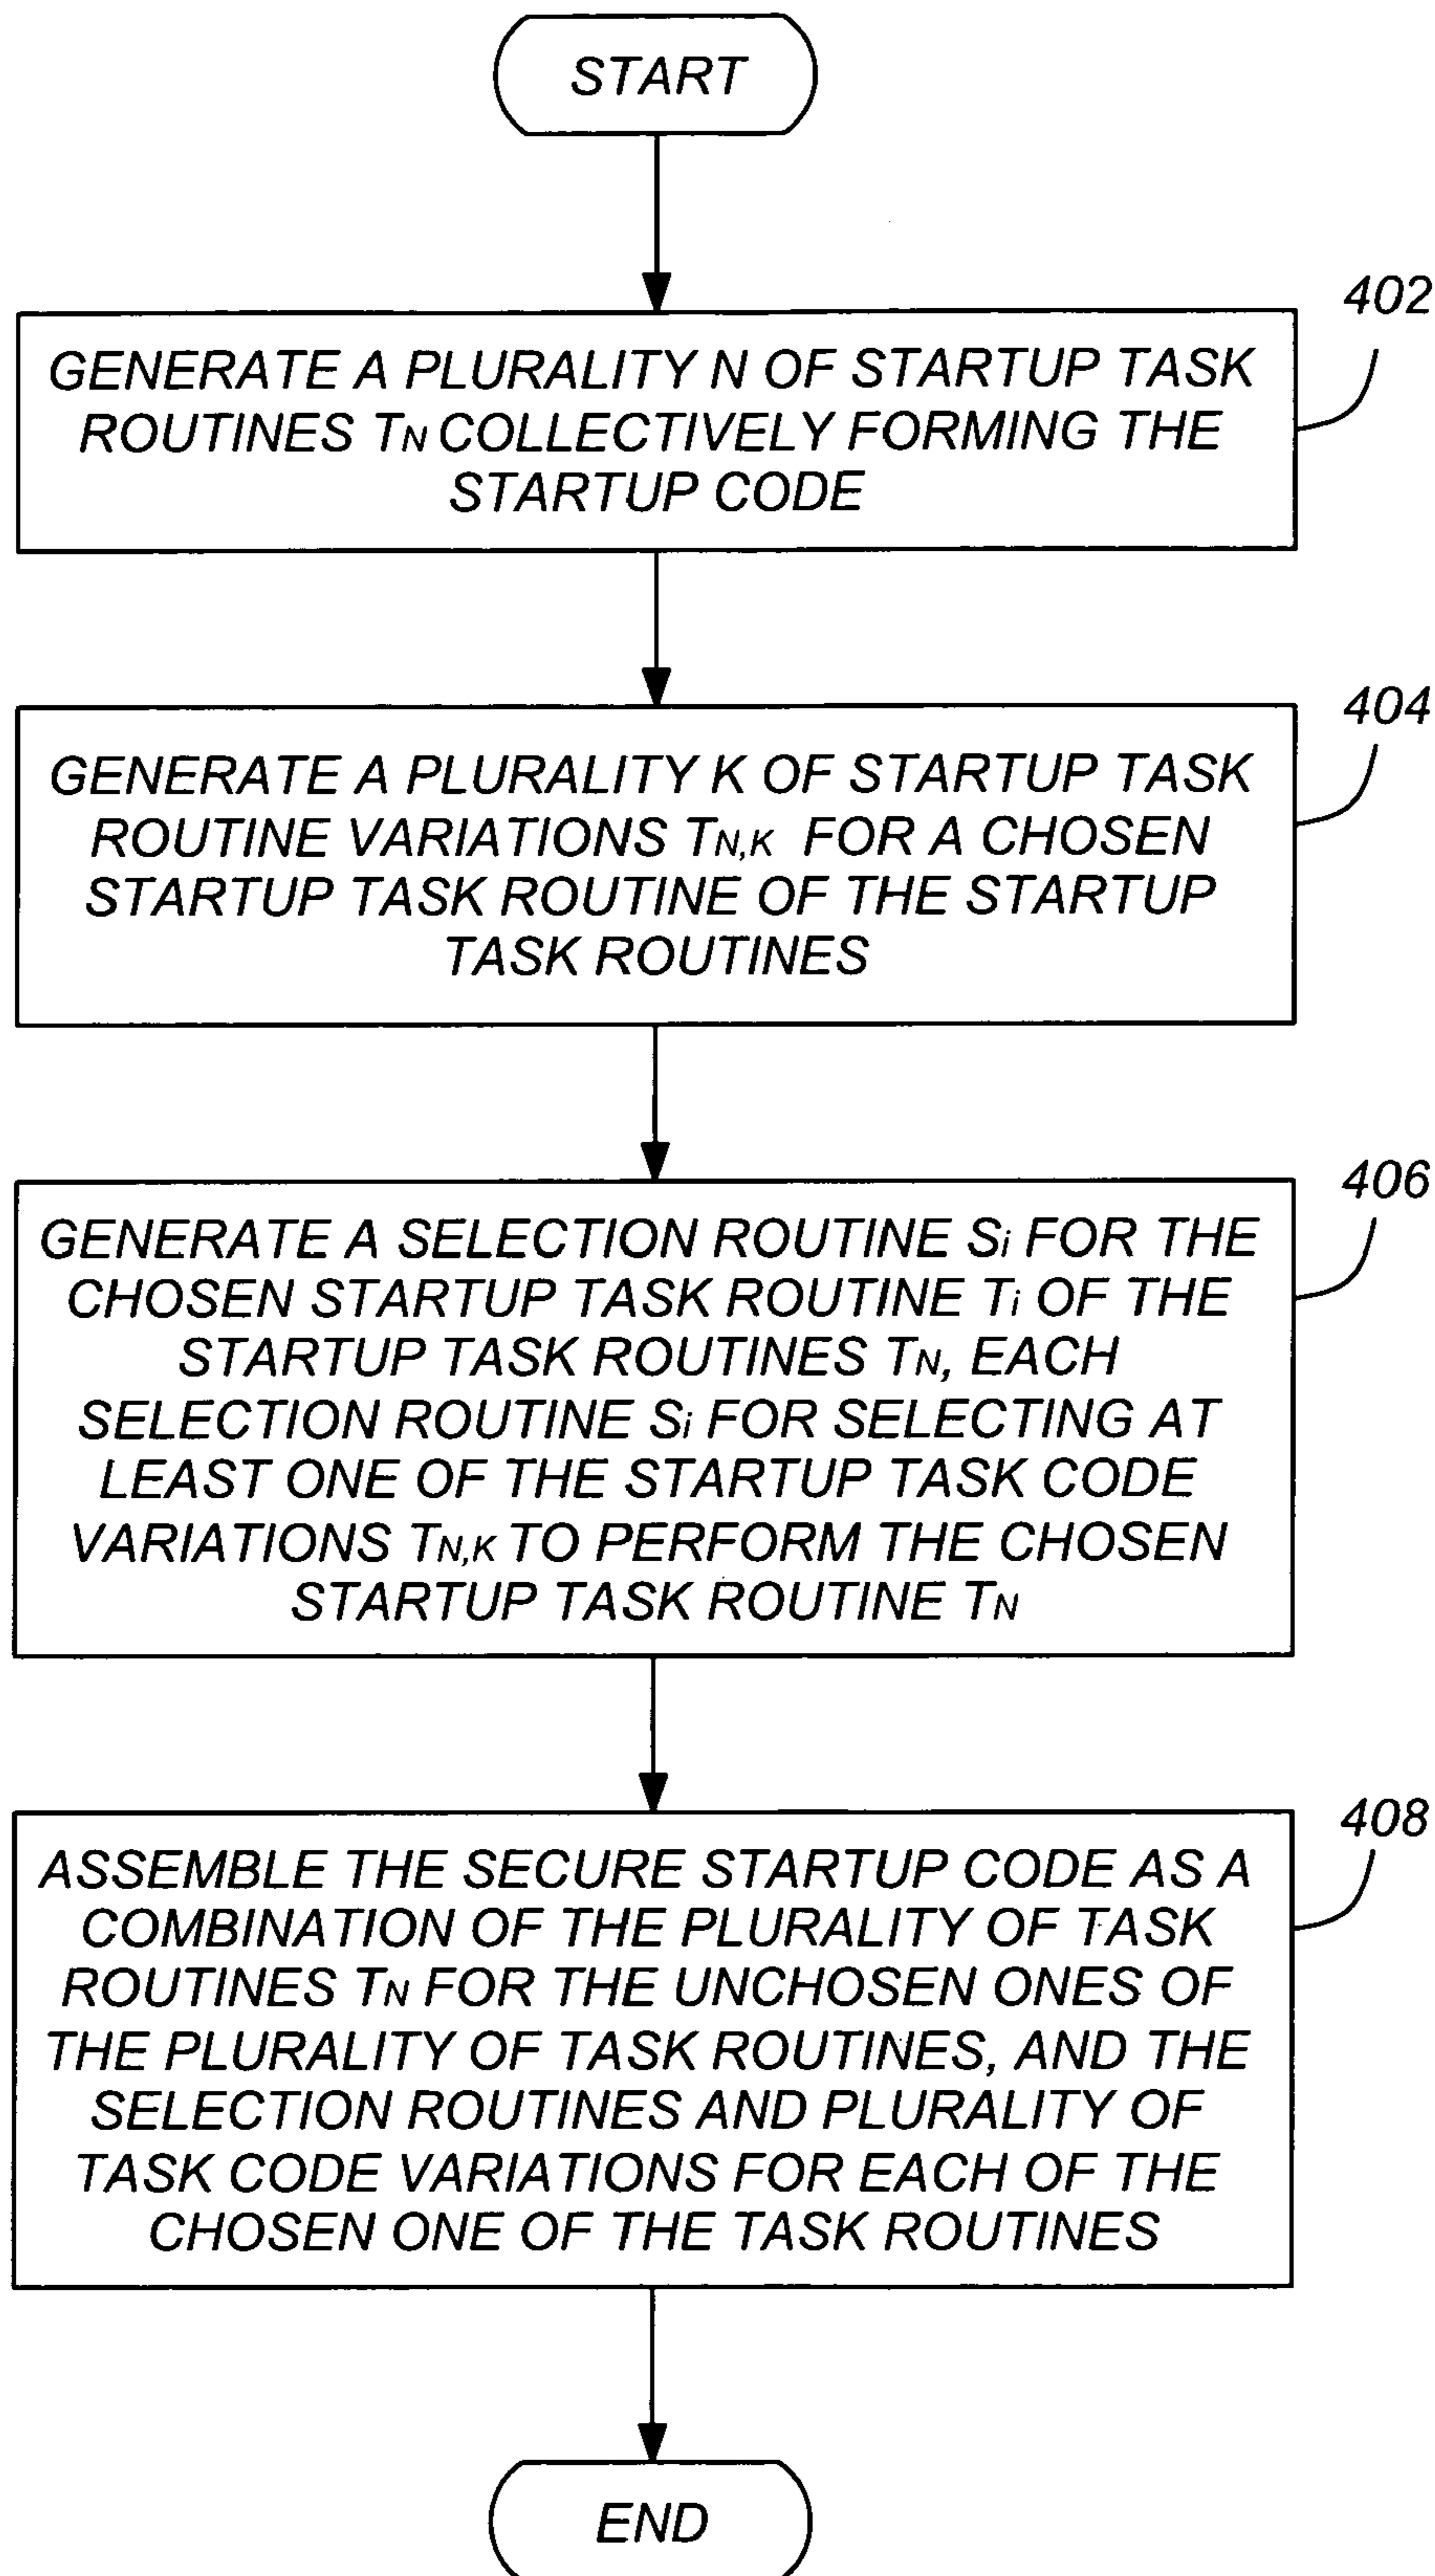 START
402
GENERATE A PLURALITY N OF STARTUP TASK
ROUTINES TN COLLECTIVELY FORMING THE
STARTUP CODE
404
GENERATE A PLURALITY K OF STARTUP TASK
ROUTINE VARIATIONS TN,K FOR A CHOSEN
STARTUP TASK ROUTINE OF THE STARTUP
TASK ROUTINES
406
GENERATE A SELECTION ROUTINE Si FOR THE
CHOSEN STARTUP TASK ROUTINE Ti OF THE
STARTUP TASK ROUTINES TN, EACH
SELECTION ROUTINE Si FOR SELECTING AT
LEAST ONE OF THE STARTUP TASK CODE
VARIATIONS TN,K TO PERFORM THE CHOSEN
STARTUP TASK ROUTINE TN
408
ASSEMBLE THE SECURE STARTUP CODE AS A
COMBINATION OF THE PLURALITY OF TASK
ROUTINES TN FOR THE UNCHOSEN ONES OF
THE PLURALITY OF TASK ROUTINES, AND THE
SELECTION ROUTINES AND PLURALITY OF
TASK CODE VARIATIONS FOR EACH OF THE
CHOSEN ONE OF THE TASK ROUTINES
END